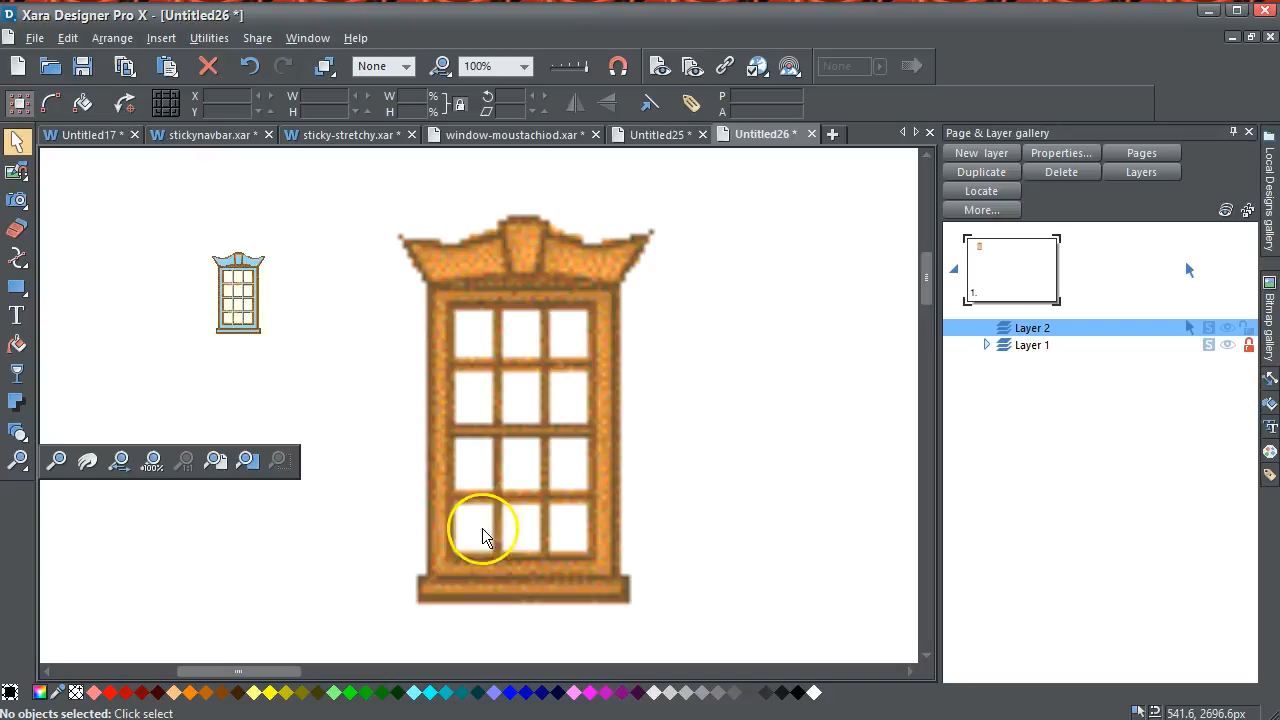 Xara Designer Pro X - [Untitled26 *]
File Edit Arrange Insert Utilities Share Window Help
None 100% None
X W W % P
Y H H % A
Untitled17 * stickynavbar.xar * sticky-stretchy.xar * window-moustachiod.xar * Untitled25 * Untitled26 *
Page & Layer gallery
New layer Properties... Pages
Duplicate Delete Layers
Locate
More...
1.
Layer 2 S
Layer 1 S
Local Designs gallery
Bitmap gallery
100%
1:1
No objects selected: Click select
541.6, 2696.6px